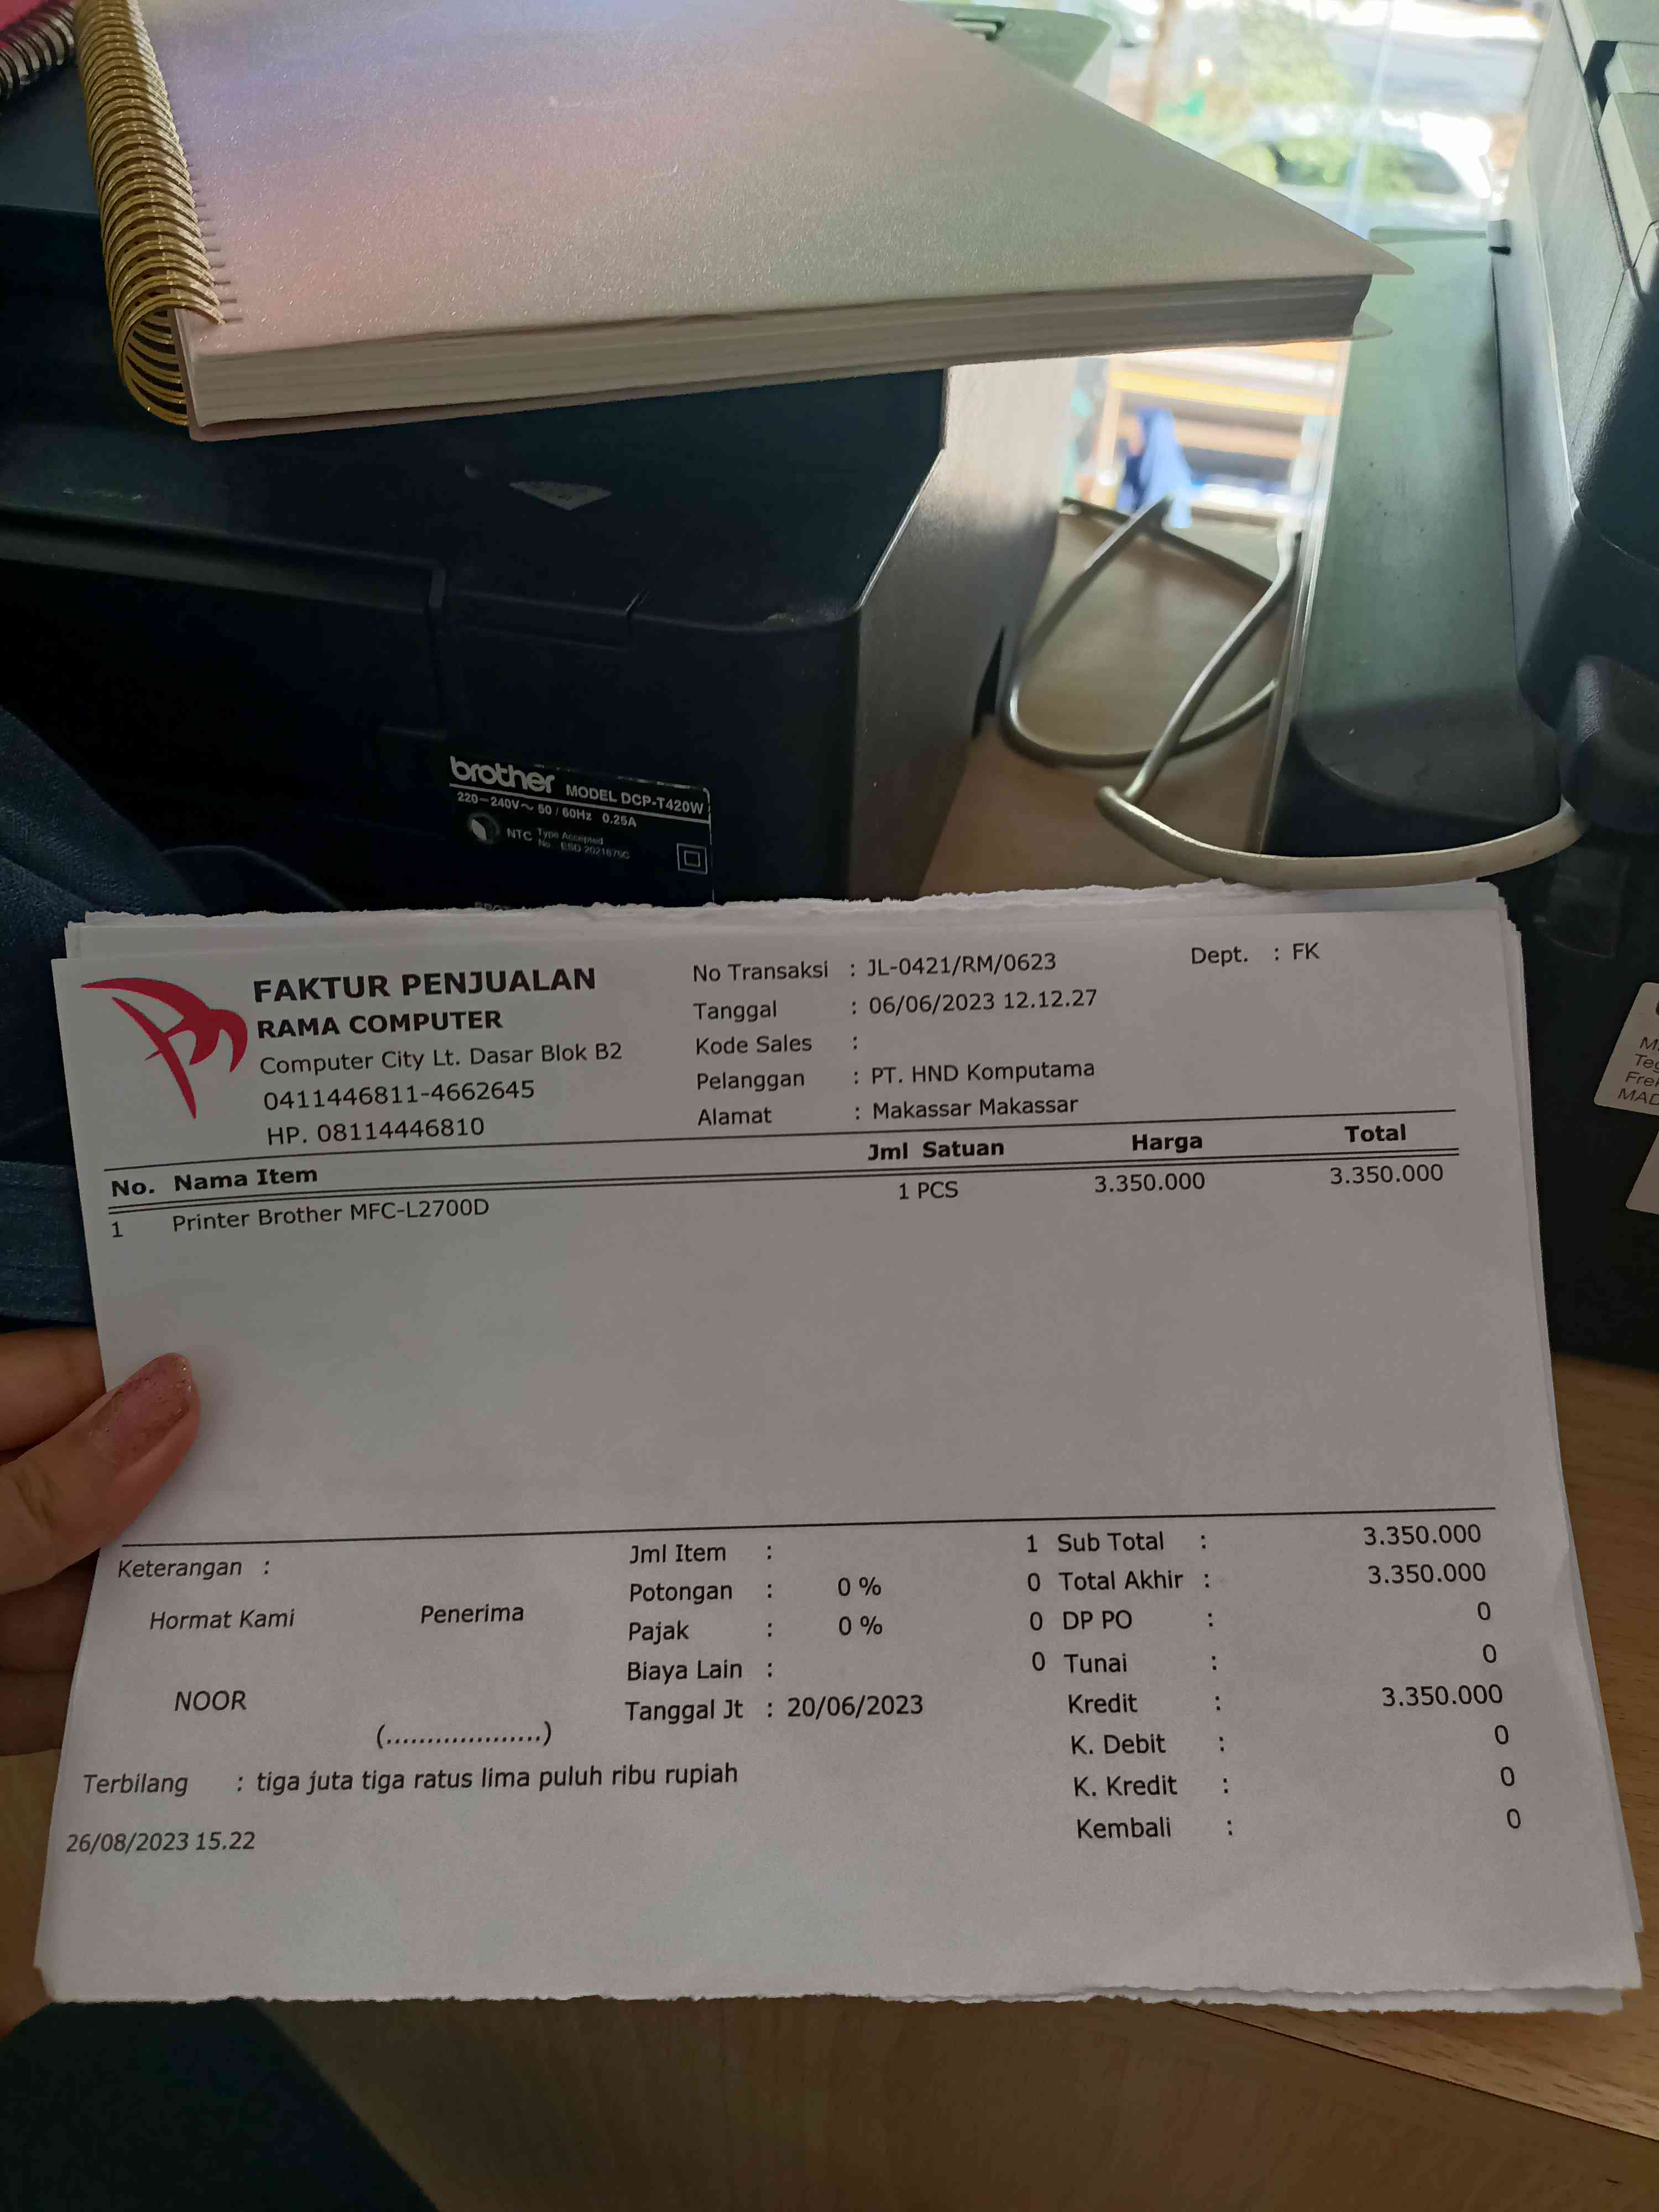 brother MODEL DCP-T420W
220-240V~ 50 / 60Hz 0.25A
NTC Type Accepted
No. ESD 2021875C
FAKTUR PENJUALAN
RAMA COMPUTER
Computer City Lt. Dasar Blok B2
0411446811-4662645
HP. 08114446810
No Transaksi : JL-0421/RM/0623
Dept. : FK
Tanggal : 06/06/2023 12.12.27
Kode Sales :
Pelanggan : PT. HND Komputama
Alamat : Makassar Makassar
No. Nama Item Jml Satuan Harga Total
1 Printer Brother MFC-L2700D 1 PCS 3.350.000 3.350.000
Keterangan :
Hormat Kami Penerima
NOOR
(...................)
Jml Item : 1
Potongan : 0 % 0
Pajak : 0 % 0
Biaya Lain : 0
Tanggal Jt : 20/06/2023
Sub Total : 3.350.000
Total Akhir : 3.350.000
DP PO : 0
Tunai : 0
Kredit : 3.350.000
K. Debit : 0
K. Kredit : 0
Kembali : 0
Terbilang : tiga juta tiga ratus lima puluh ribu rupiah
26/08/2023 15.22